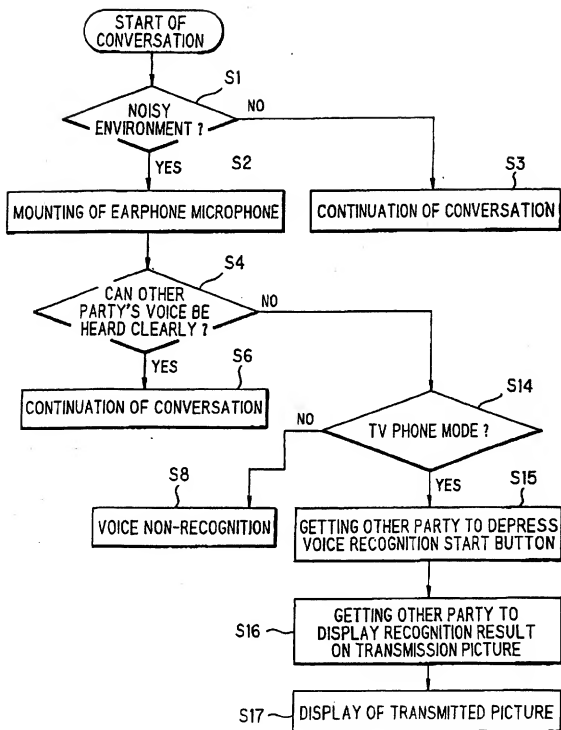 START OF
CONVERSATION
S1
NOISY
ENVIRONMENT ?
NO
YES
S2
S3
MOUNTING OF EARPHONE MICROPHONE
CONTINUATION OF CONVERSATION
S4
CAN OTHER
PARTY'S VOICE BE
HEARD CLEARLY ?
NO
YES
S6
CONTINUATION OF CONVERSATION
S14
TV PHONE MODE ?
NO
YES
S8
S15
VOICE NON-RECOGNITION
GETTING OTHER PARTY TO DEPRESS
VOICE RECOGNITION START BUTTON
S16
GETTING OTHER PARTY TO
DISPLAY RECOGNITION RESULT
ON TRANSMISSION PICTURE
S17
DISPLAY OF TRANSMITTED PICTURE